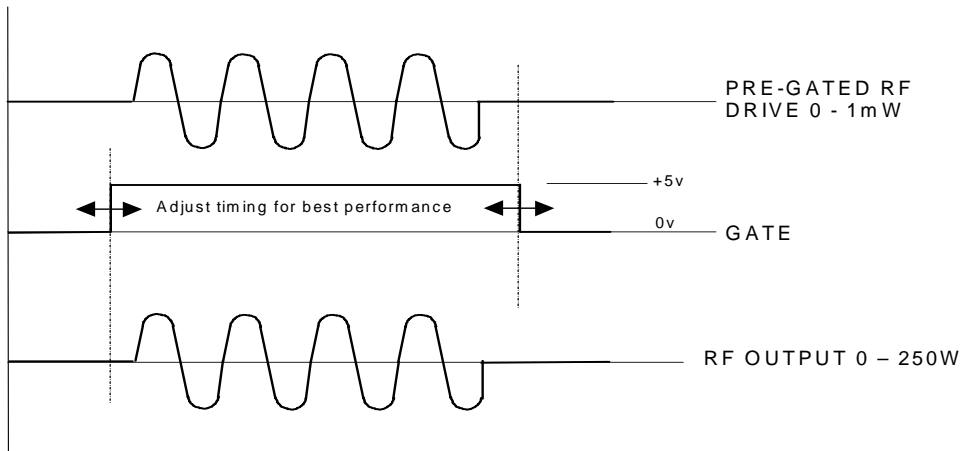 PRE-GATED RF
DRIVE 0 - 1mW
+5v
Adjust timing for best performance
0v
GATE
RF OUTPUT 0 – 250W